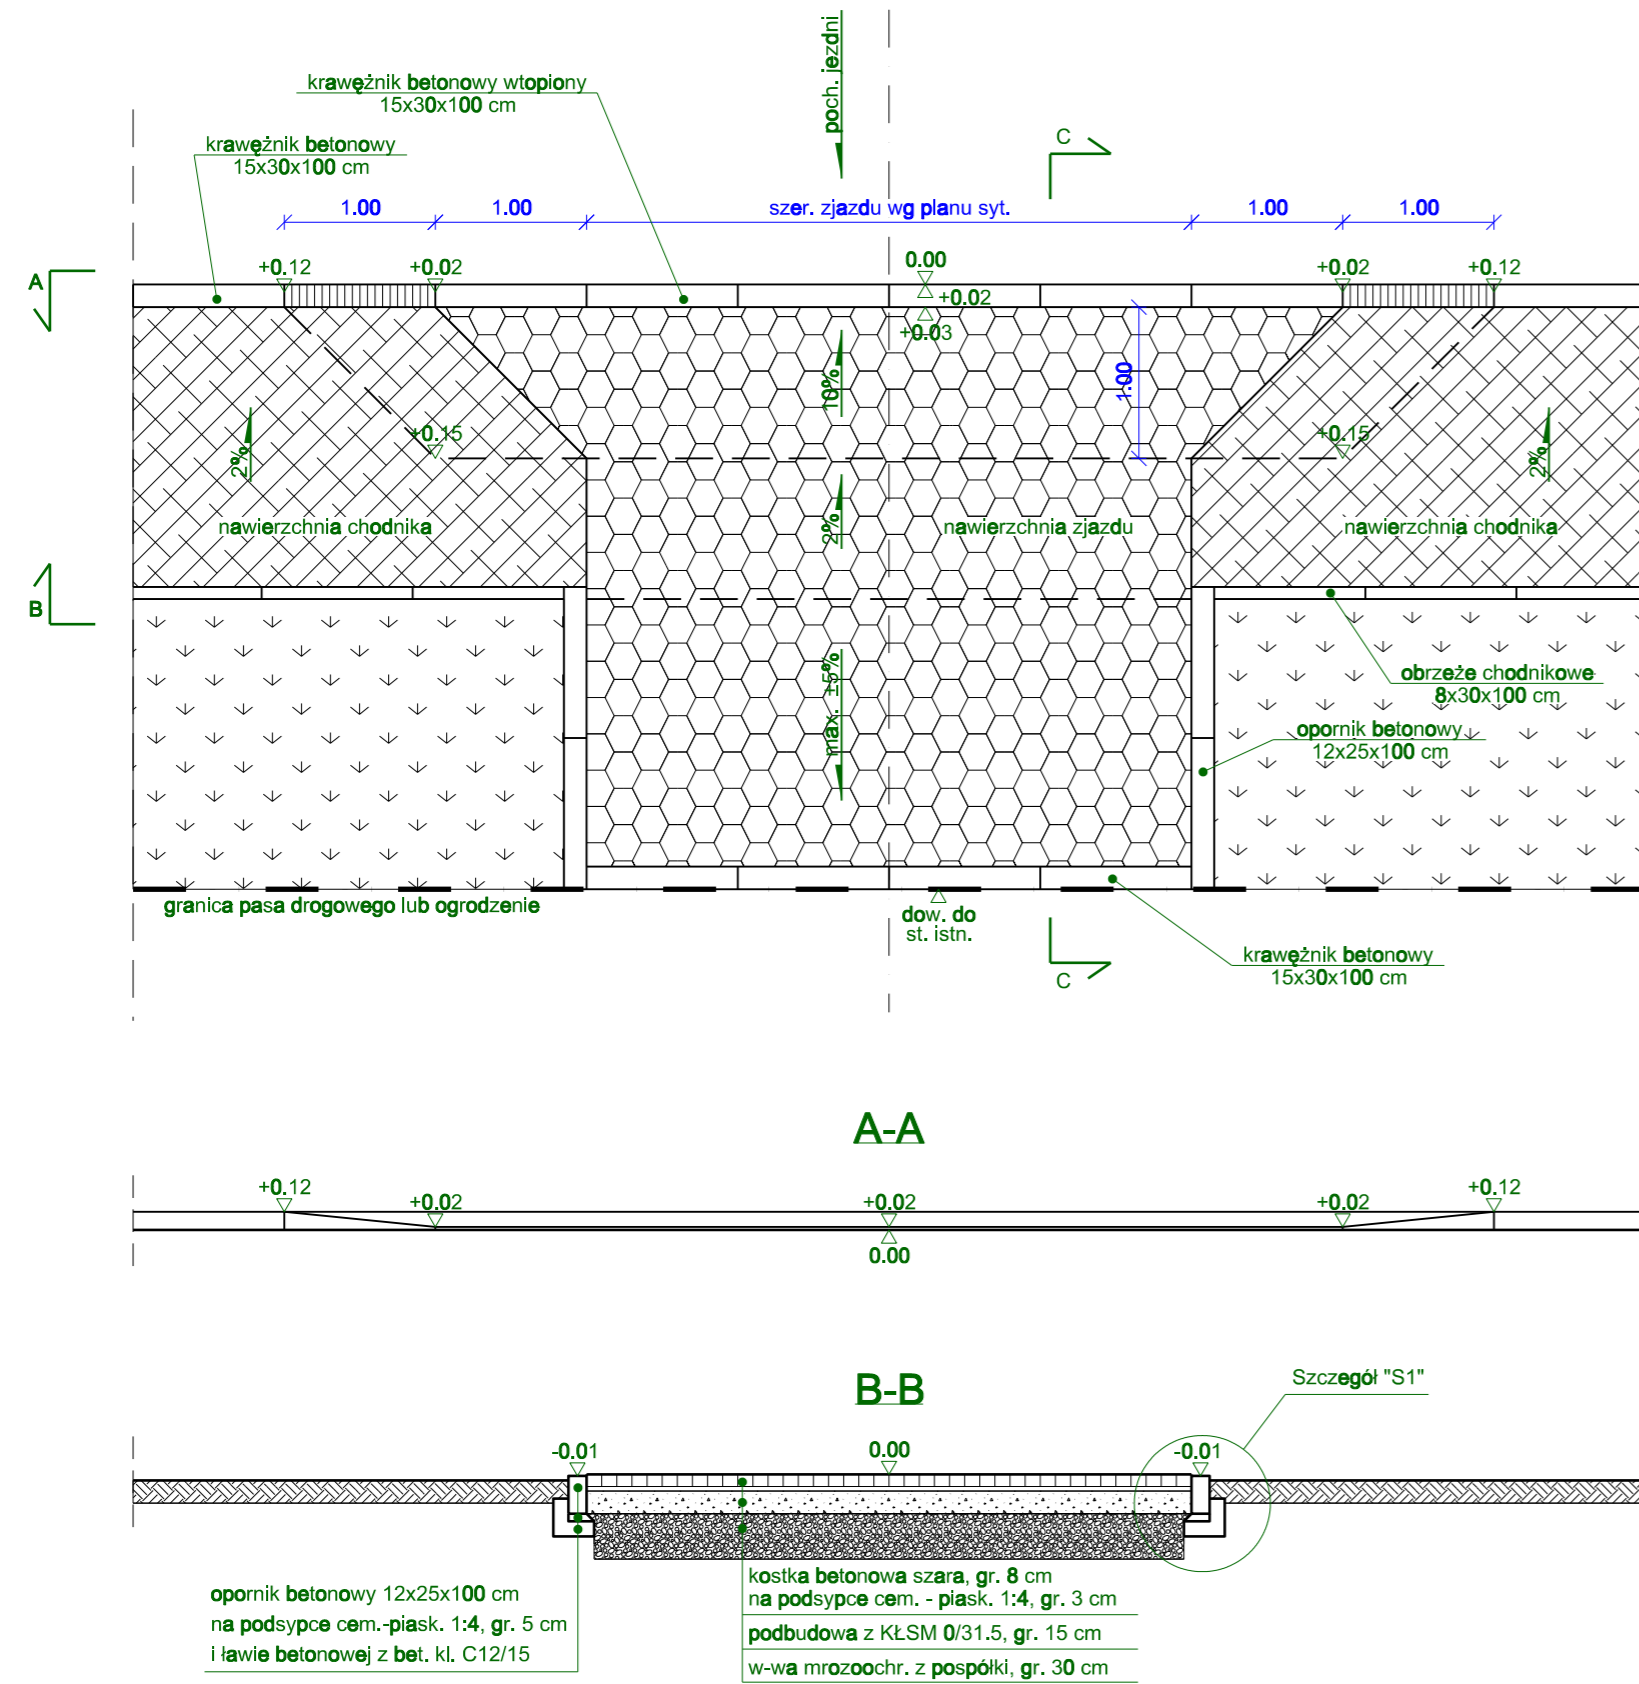 poch. jezdni
krawężnik betonowy wtopiony
15x30x100 cm
krawężnik betonowy
15x30x100 cm
C
1.00
1.00
szer. zjazdu wg planu syt.
1.00
1.00
A
+0.12
+0.02
0.00
+0.02
+0.12
+0.02
+0.03
10%
1.00
+0.15
+0.15
2%
2%
2%
nawierzchnia chodnika
nawierzchnia zjazdu
nawierzchnia chodnika
B
max. ±5%
obrzeże chodnikowe
8x30x100 cm
opornik betonowy
12x25x100 cm
granica pasa drogowego lub ogrodzenie
dow. do
st. istn.
krawężnik betonowy
15x30x100 cm
C
A-A
+0.12
+0.02
+0.02
+0.02
+0.12
0.00
B-B
Szczegół "S1"
-0.01
0.00
-0.01
opornik betonowy 12x25x100 cm
na podsypce cem.-piask. 1:4, gr. 5 cm
i ławie betonowej z bet. kl. C12/15
kostka betonowa szara, gr. 8 cm
na podsypce cem. - piask. 1:4, gr. 3 cm
podbudowa z KŁSM 0/31.5, gr. 15 cm
w-wa mrozoochr. z pospółki, gr. 30 cm